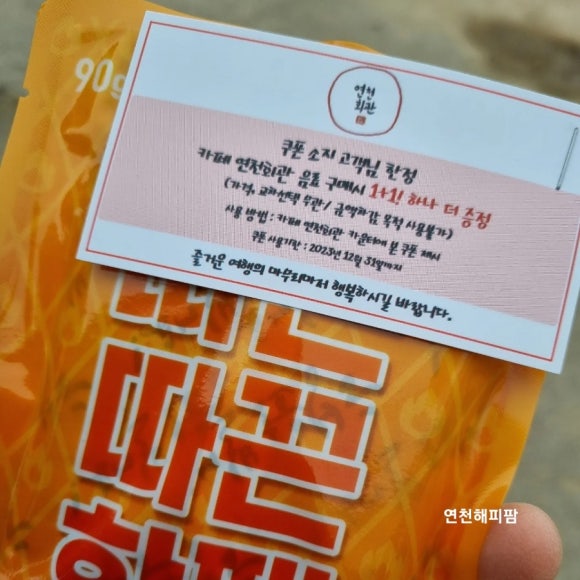 90g
연천
회관
쿠폰 소지 고객님 한정
카페 연천회관 음료 구매시 1+1! 하나 더 증정
(가격, 교차선택 무관/ 금액차감 목적 사용불가)
사용 방법 : 카페 연천회관 카운터에 본 쿠폰 제시
쿠폰 사용기한 : 2023년 12월 31일까지
즐거운 여행의 마무리마저 행복하시길 바랍니다.
따끈
연천해피팜